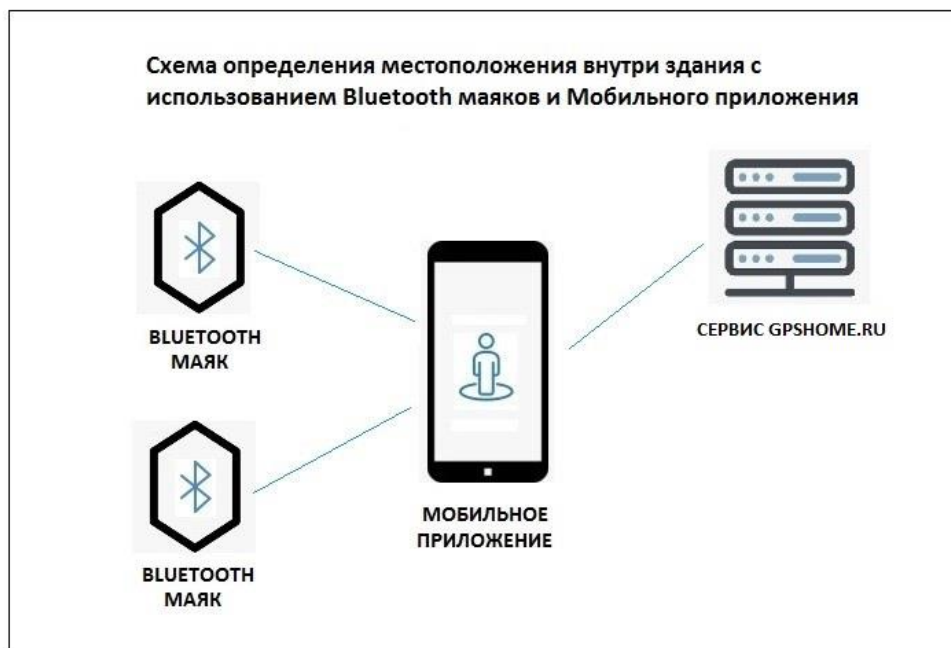 Схема определения местоположения внутри здания с
использованием Bluetooth маяков и Мобильного приложения
BLUETOOTH
МАЯК
СЕРВИС GPSHOME.RU
BLUETOOTH
МАЯК
МОБИЛЬНОЕ
ПРИЛОЖЕНИЕ